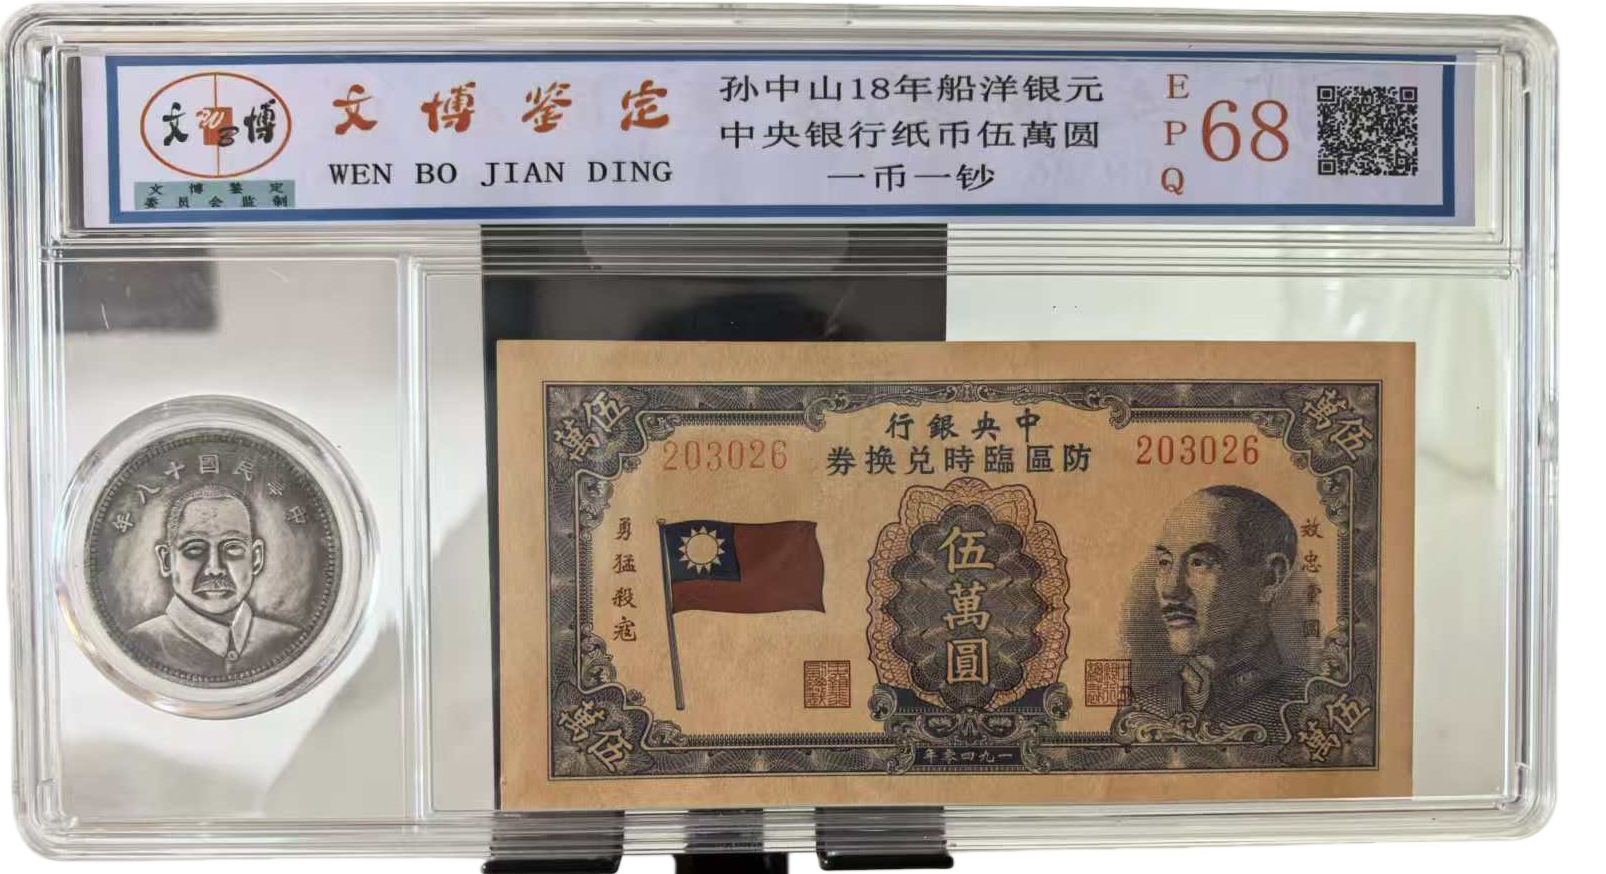 文博
文博鉴定
委员会监制
文博鉴定
WEN BO JIAN DING
孙中山18年船洋银元
中央银行纸币伍萬圆
一币一钞
EPQ
68
年八十國民華中
伍萬
伍萬
行銀央中
券換兌時臨區防
203026
203026
勇猛殺寇
效忠黨國
伍萬圓
萬伍
萬伍
年零四九一